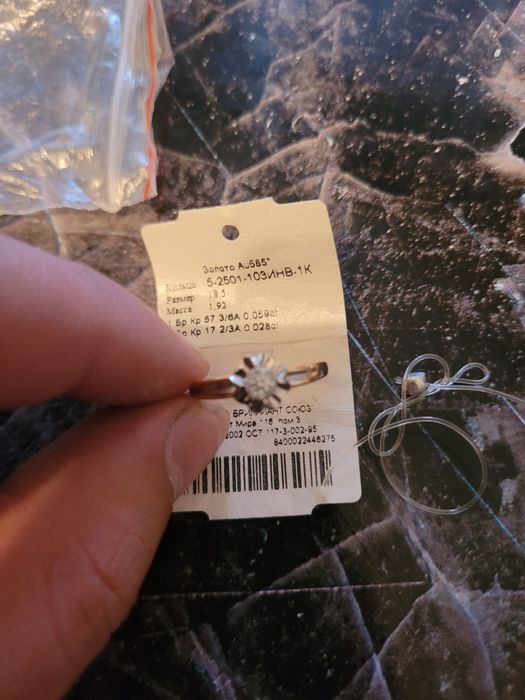 Золото Au585°
Кольцо 5-2501-103ИНВ-1К
Размер 18.5
Масса 1.92
1 Бр Кр 57 3/6А 0.059ct
Бр Кр 17 2/3А 0.028ct
БРИЛЛИАНТ СОЮЗ"
Мира 116, пом 3
2002 ОСТ 117-3-002-95
8400022446275